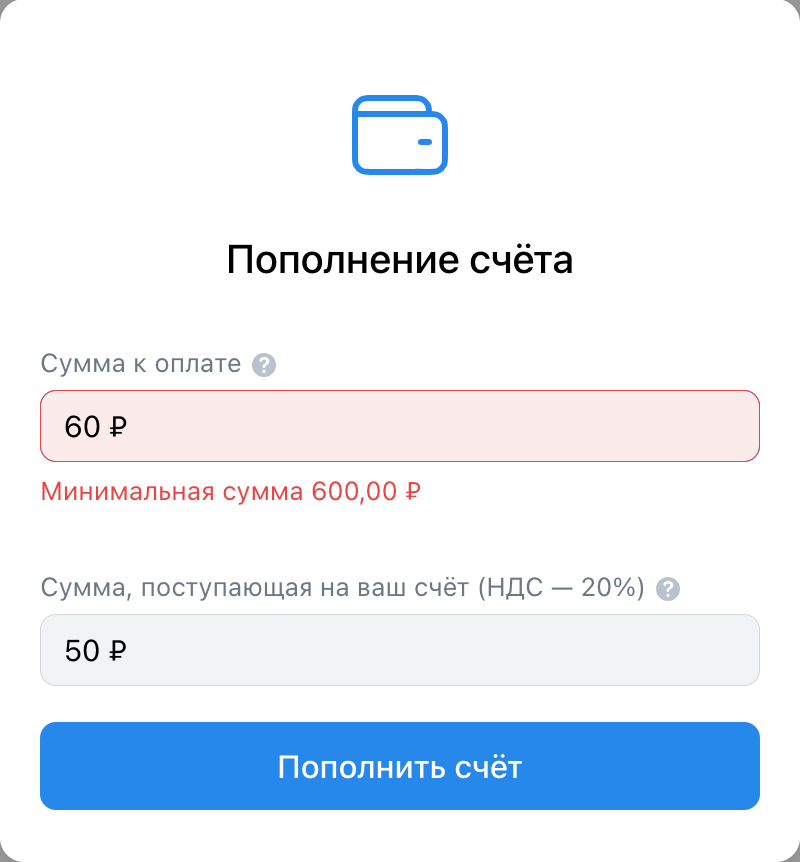 Пополнение счёта
Сумма к оплате ?
60 ₽
Минимальная сумма 600,00 ₽
Сумма, поступающая на ваш счёт (НДС — 20%) ?
50 ₽
Пополнить счёт